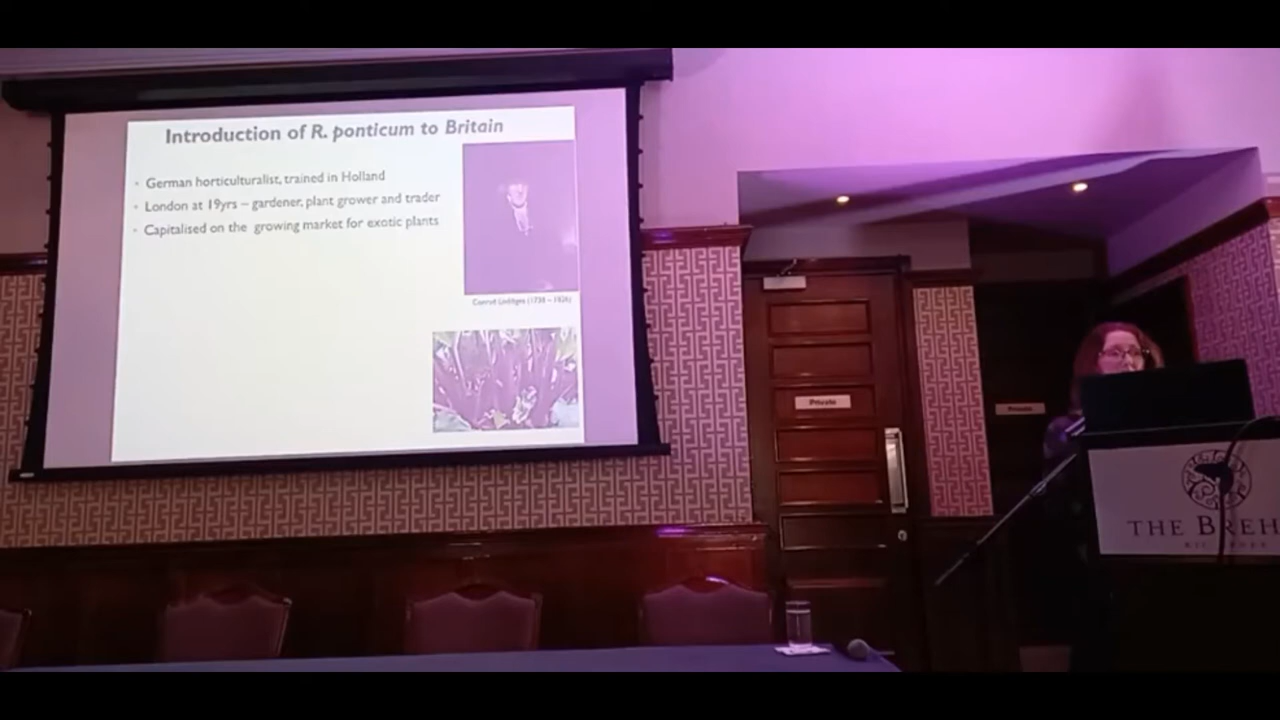 Introduction of R. ponticum to Britain
• German horticulturalist, trained in Holland
• London at 19yrs – gardener, plant grower and trader
• Capitalised on the growing market for exotic plants
Private
Private
THE BREH